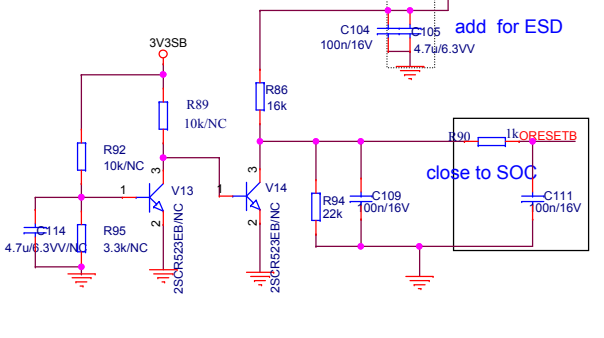 C104
C105
add for ESD
100n/16V
4.7u/6.3VV
3V3SB
R86
16k
R89
10k/NC
R90
1k
ORESETB
R92
10k/NC
close to SOC
3
3
1
V13
1
V14
2
2
2SCR523EB/NC
2SCR523EB/NC
R94
22k
C109
100n/16V
C111
100n/16V
C114
4.7u/6.3VV/NC
R95
3.3k/NC